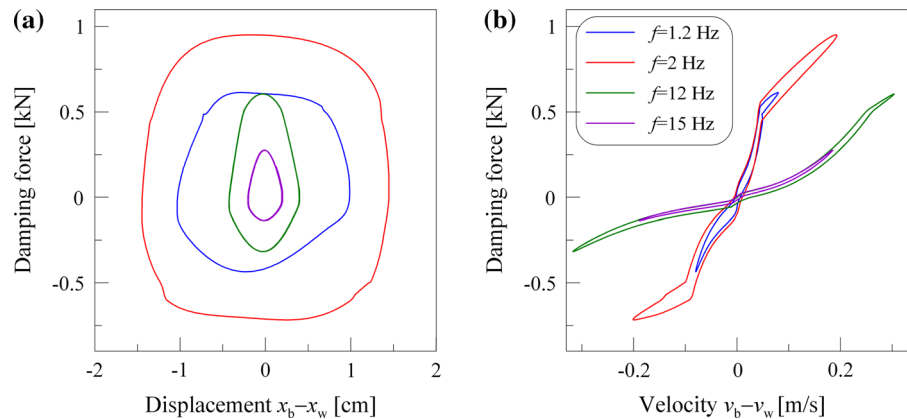 (a)
1
0.5
0
-0.5
Damping force [kN]
-2
-1
0
1
2
Displacement x_b−x_w [cm]
(b)
f=1.2 Hz
f=2 Hz
f=12 Hz
f=15 Hz
1
0.5
0
-0.5
Damping force [kN]
-0.2
0
0.2
Velocity v_b−v_w [m/s]